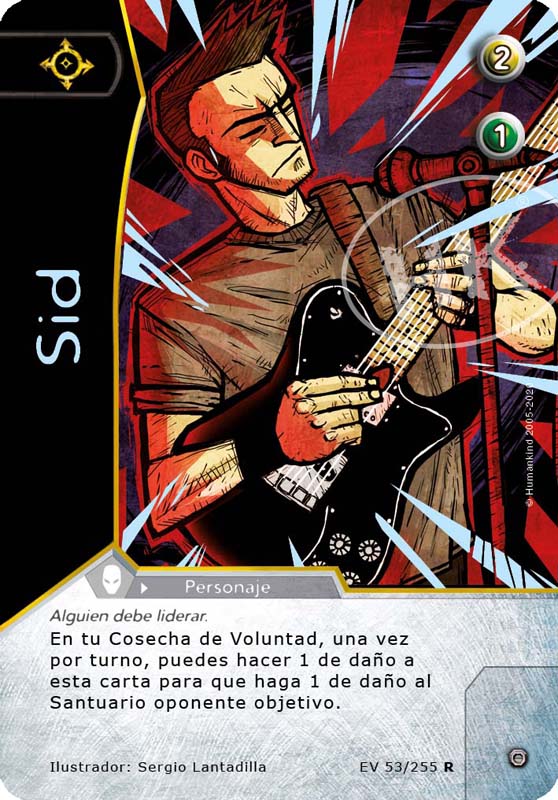 2
1
Sid
HK
© Humankind 2005-202
Personaje
Alguien debe liderar.
En tu Cosecha de Voluntad, una vez
por turno, puedes hacer 1 de daño a
esta carta para que haga 1 de daño al
Santuario oponente objetivo.
Ilustrador: Sergio Lantadilla
EV 53/255 R